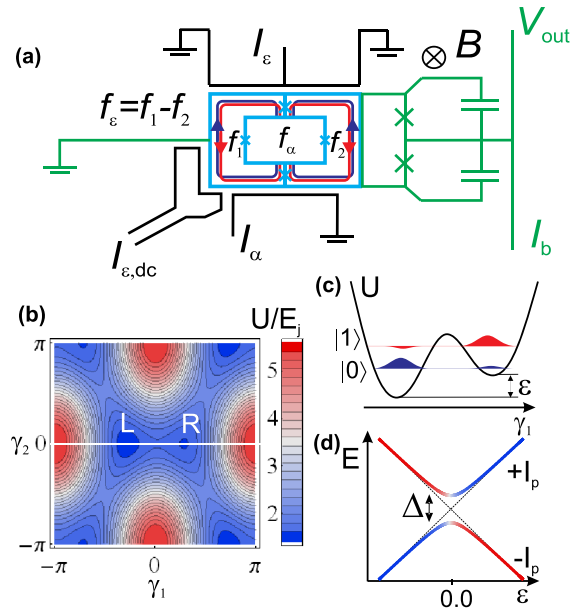 (a)
I_ε
B
V_out
f_ε=f_1-f_2
f_1
f_α
f_2
I_ε,dc
I_α
I_b
(b)
U/E_j
π
γ_2 0
-π
L
R
-π
0
π
γ_1
5
4
3
2
(c)
U
|1⟩
|0⟩
ε
γ_1
(d)
E
+I_p
Δ
-I_p
0.0
ε